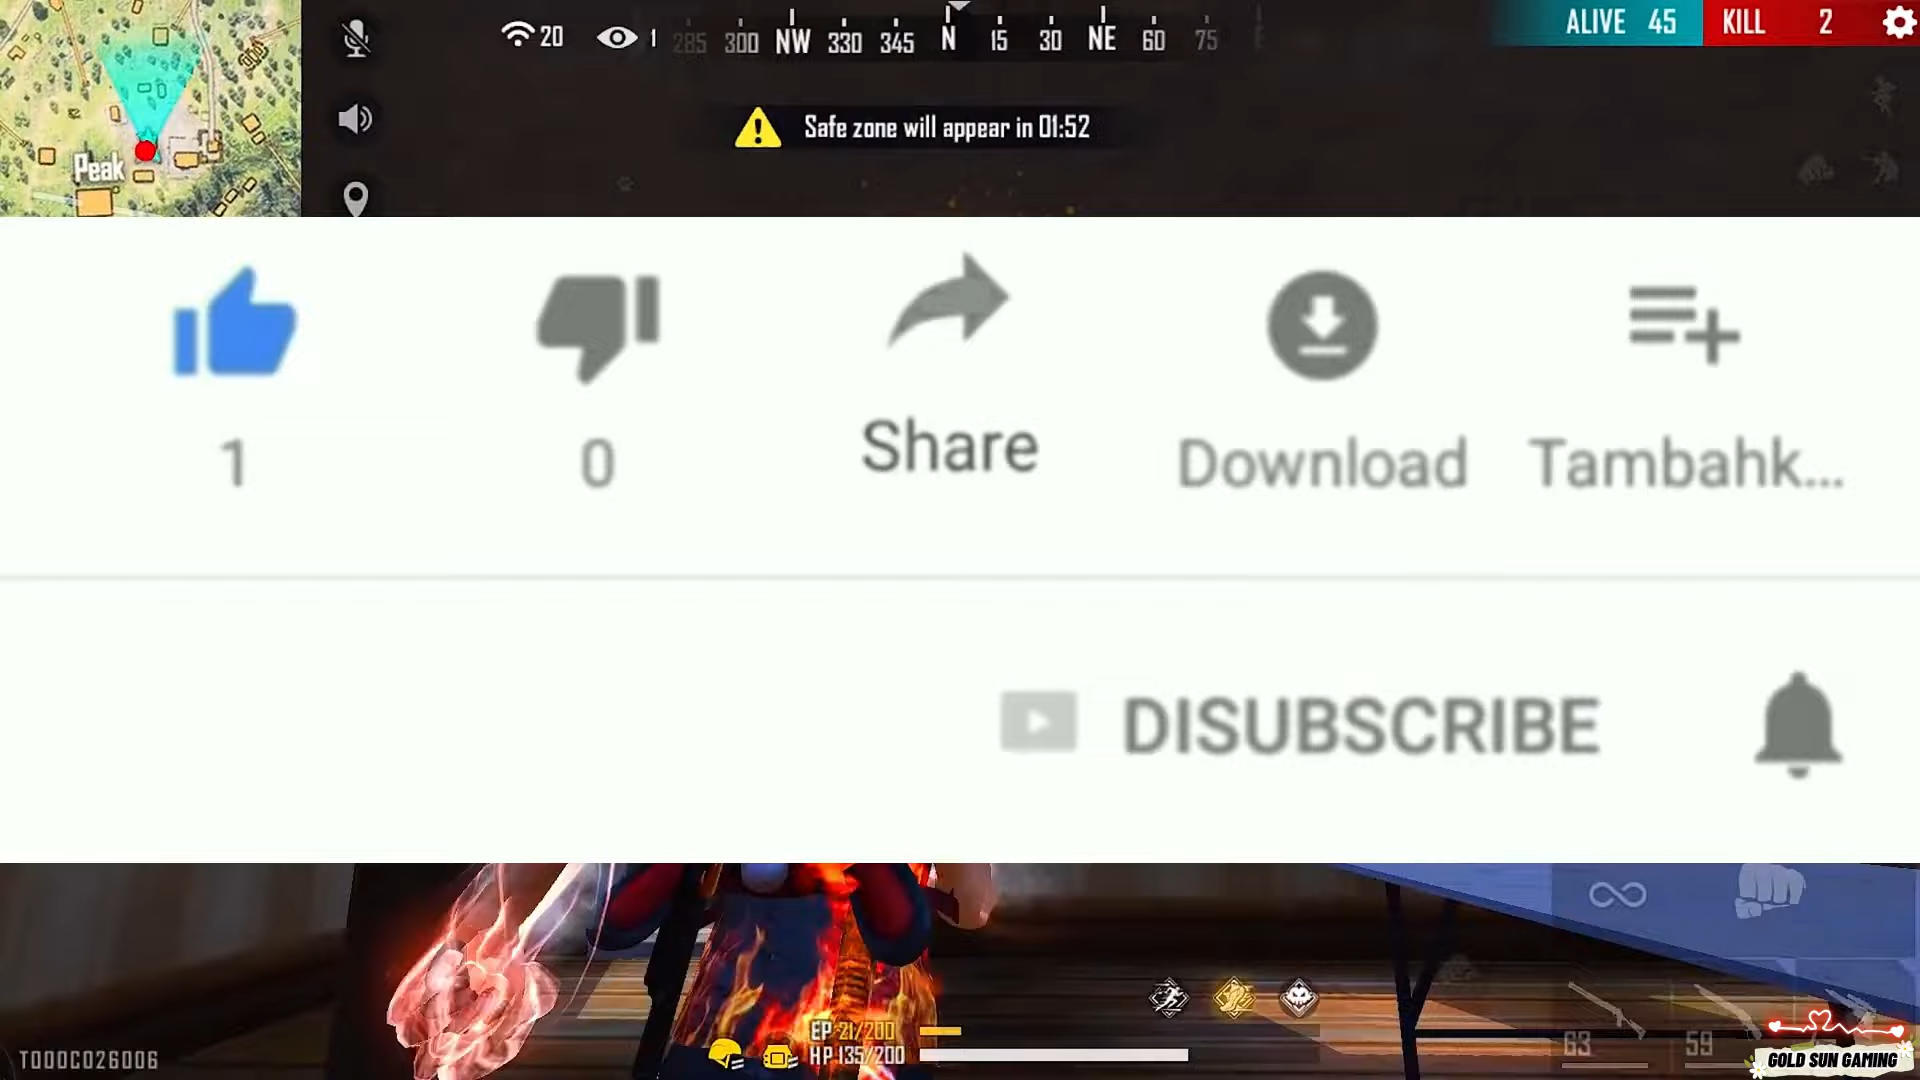 20
1
285 300 NW 330 345 N 15 30 NE 60 75
ALIVE 45 KILL 2
Safe zone will appear in 01:52
Peak
1
0
Share
Download
Tambahk...
DISUBSCRIBE
EP 21/200
HP 135/200
63
59
T000C026006
GOLD SUN GAMING